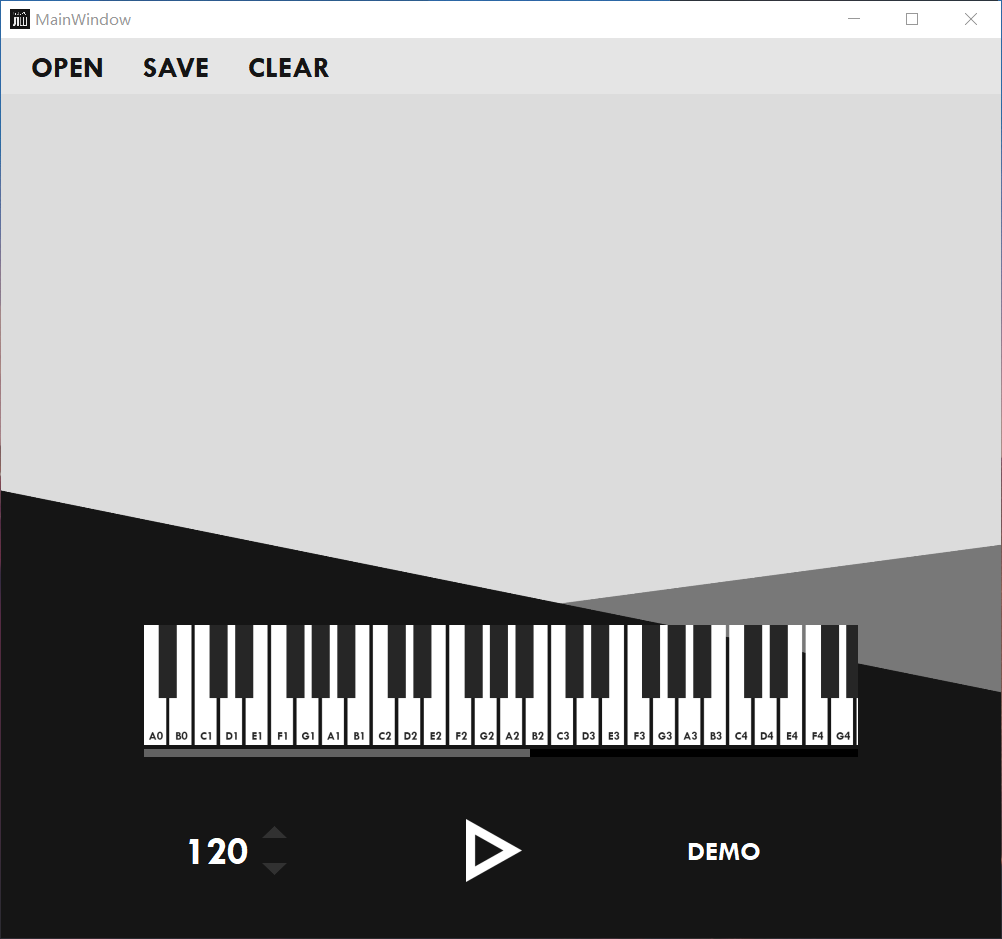 MainWindow
OPEN SAVE CLEAR
A0 B0 C1 D1 E1 F1 G1 A1 B1 C2 D2 E2 F2 G2 A2 B2 C3 D3 E3 F3 G3 A3 B3 C4 D4 E4 F4 G4
120 DEMO